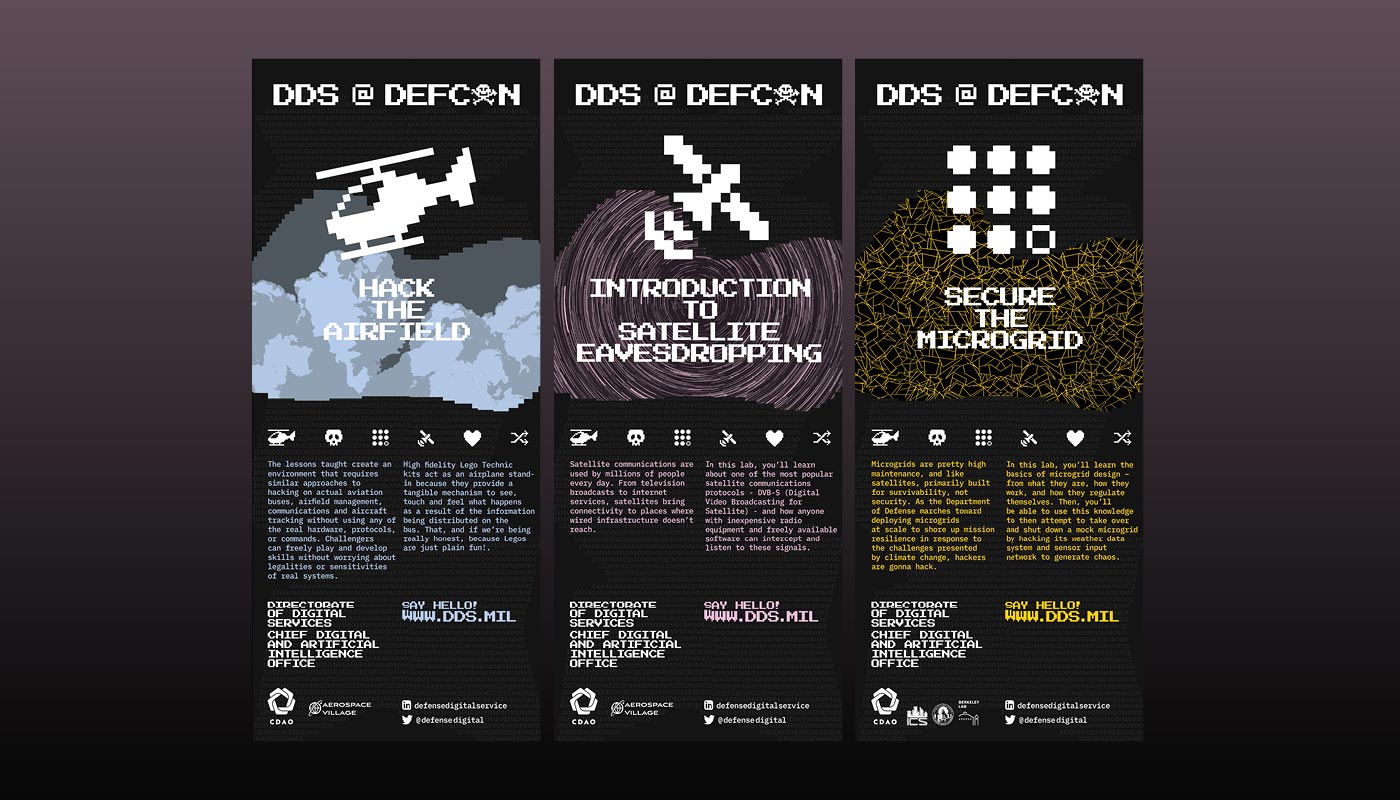 DDS @ DEFCON
HACK
THE
AIRFIELD
The lessons taught create an
environment that requires
similar approaches to
hacking on actual aviation
buses, airfield management,
communications and aircraft
tracking without using any of
the real hardware, protocols,
or commands. Challengers
can freely play and develop
skills without worrying about
legalities or sensitivities
of real systems.
High fidelity Lego Technic
kits act as an airplane stand-
in because they provide a
tangible mechanism to see,
touch and feel what happens
as a result of the information
being distributed on the
bus. That, and if we're being
really honest, because Legos
are just plain fun!.
DIRECTORATE
OF DIGITAL
SERVICES
CHIEF DIGITAL
AND ARTIFICIAL
INTELLIGENCE
OFFICE
SAY HELLO!
WWW.DDS.MIL
CDAO
AEROSPACE
VILLAGE
defensedigitalservice
@defensedigital
DDS @ DEFCON
INTRODUCTION
TO
SATELLITE
EAVESDROPPING
Satellite communications are
used by millions of people
every day. From television
broadcasts to internet
services, satellites bring
connectivity to places where
wired infrastructure doesn't
reach.
In this lab, you'll learn
about one of the most popular
satellite communications
protocols - DVB-S (Digital
Video Broadcasting for
Satellite) - and how anyone
with inexpensive radio
equipment and freely available
software can intercept and
listen to these signals.
DIRECTORATE
OF DIGITAL
SERVICES
CHIEF DIGITAL
AND ARTIFICIAL
INTELLIGENCE
OFFICE
SAY HELLO!
WWW.DDS.MIL
CDAO
AEROSPACE
VILLAGE
defensedigitalservice
@defensedigital
DDS @ DEFCON
SECURE
THE
MICROGRID
Microgrids are pretty high
maintenance, and like
satellites, primarily built
for survivability, not
security. As the Department
of Defense marches toward
deploying microgrids
at scale to shore up mission
resilience in response to
the challenges presented
by climate change, hackers
are gonna hack.
In this lab, you'll learn the
basics of microgrid design –
from what they are, how they
work, and how they regulate
themselves. Then, you'll
be able to use this knowledge
to then attempt to take over
and shut down a mock microgrid
by hacking its weather data
system and sensor input
network to generate chaos.
DIRECTORATE
OF DIGITAL
SERVICES
CHIEF DIGITAL
AND ARTIFICIAL
INTELLIGENCE
OFFICE
SAY HELLO!
WWW.DDS.MIL
CDAO
ICS
BERKELEY
LAB
defensedigitalservice
@defensedigital